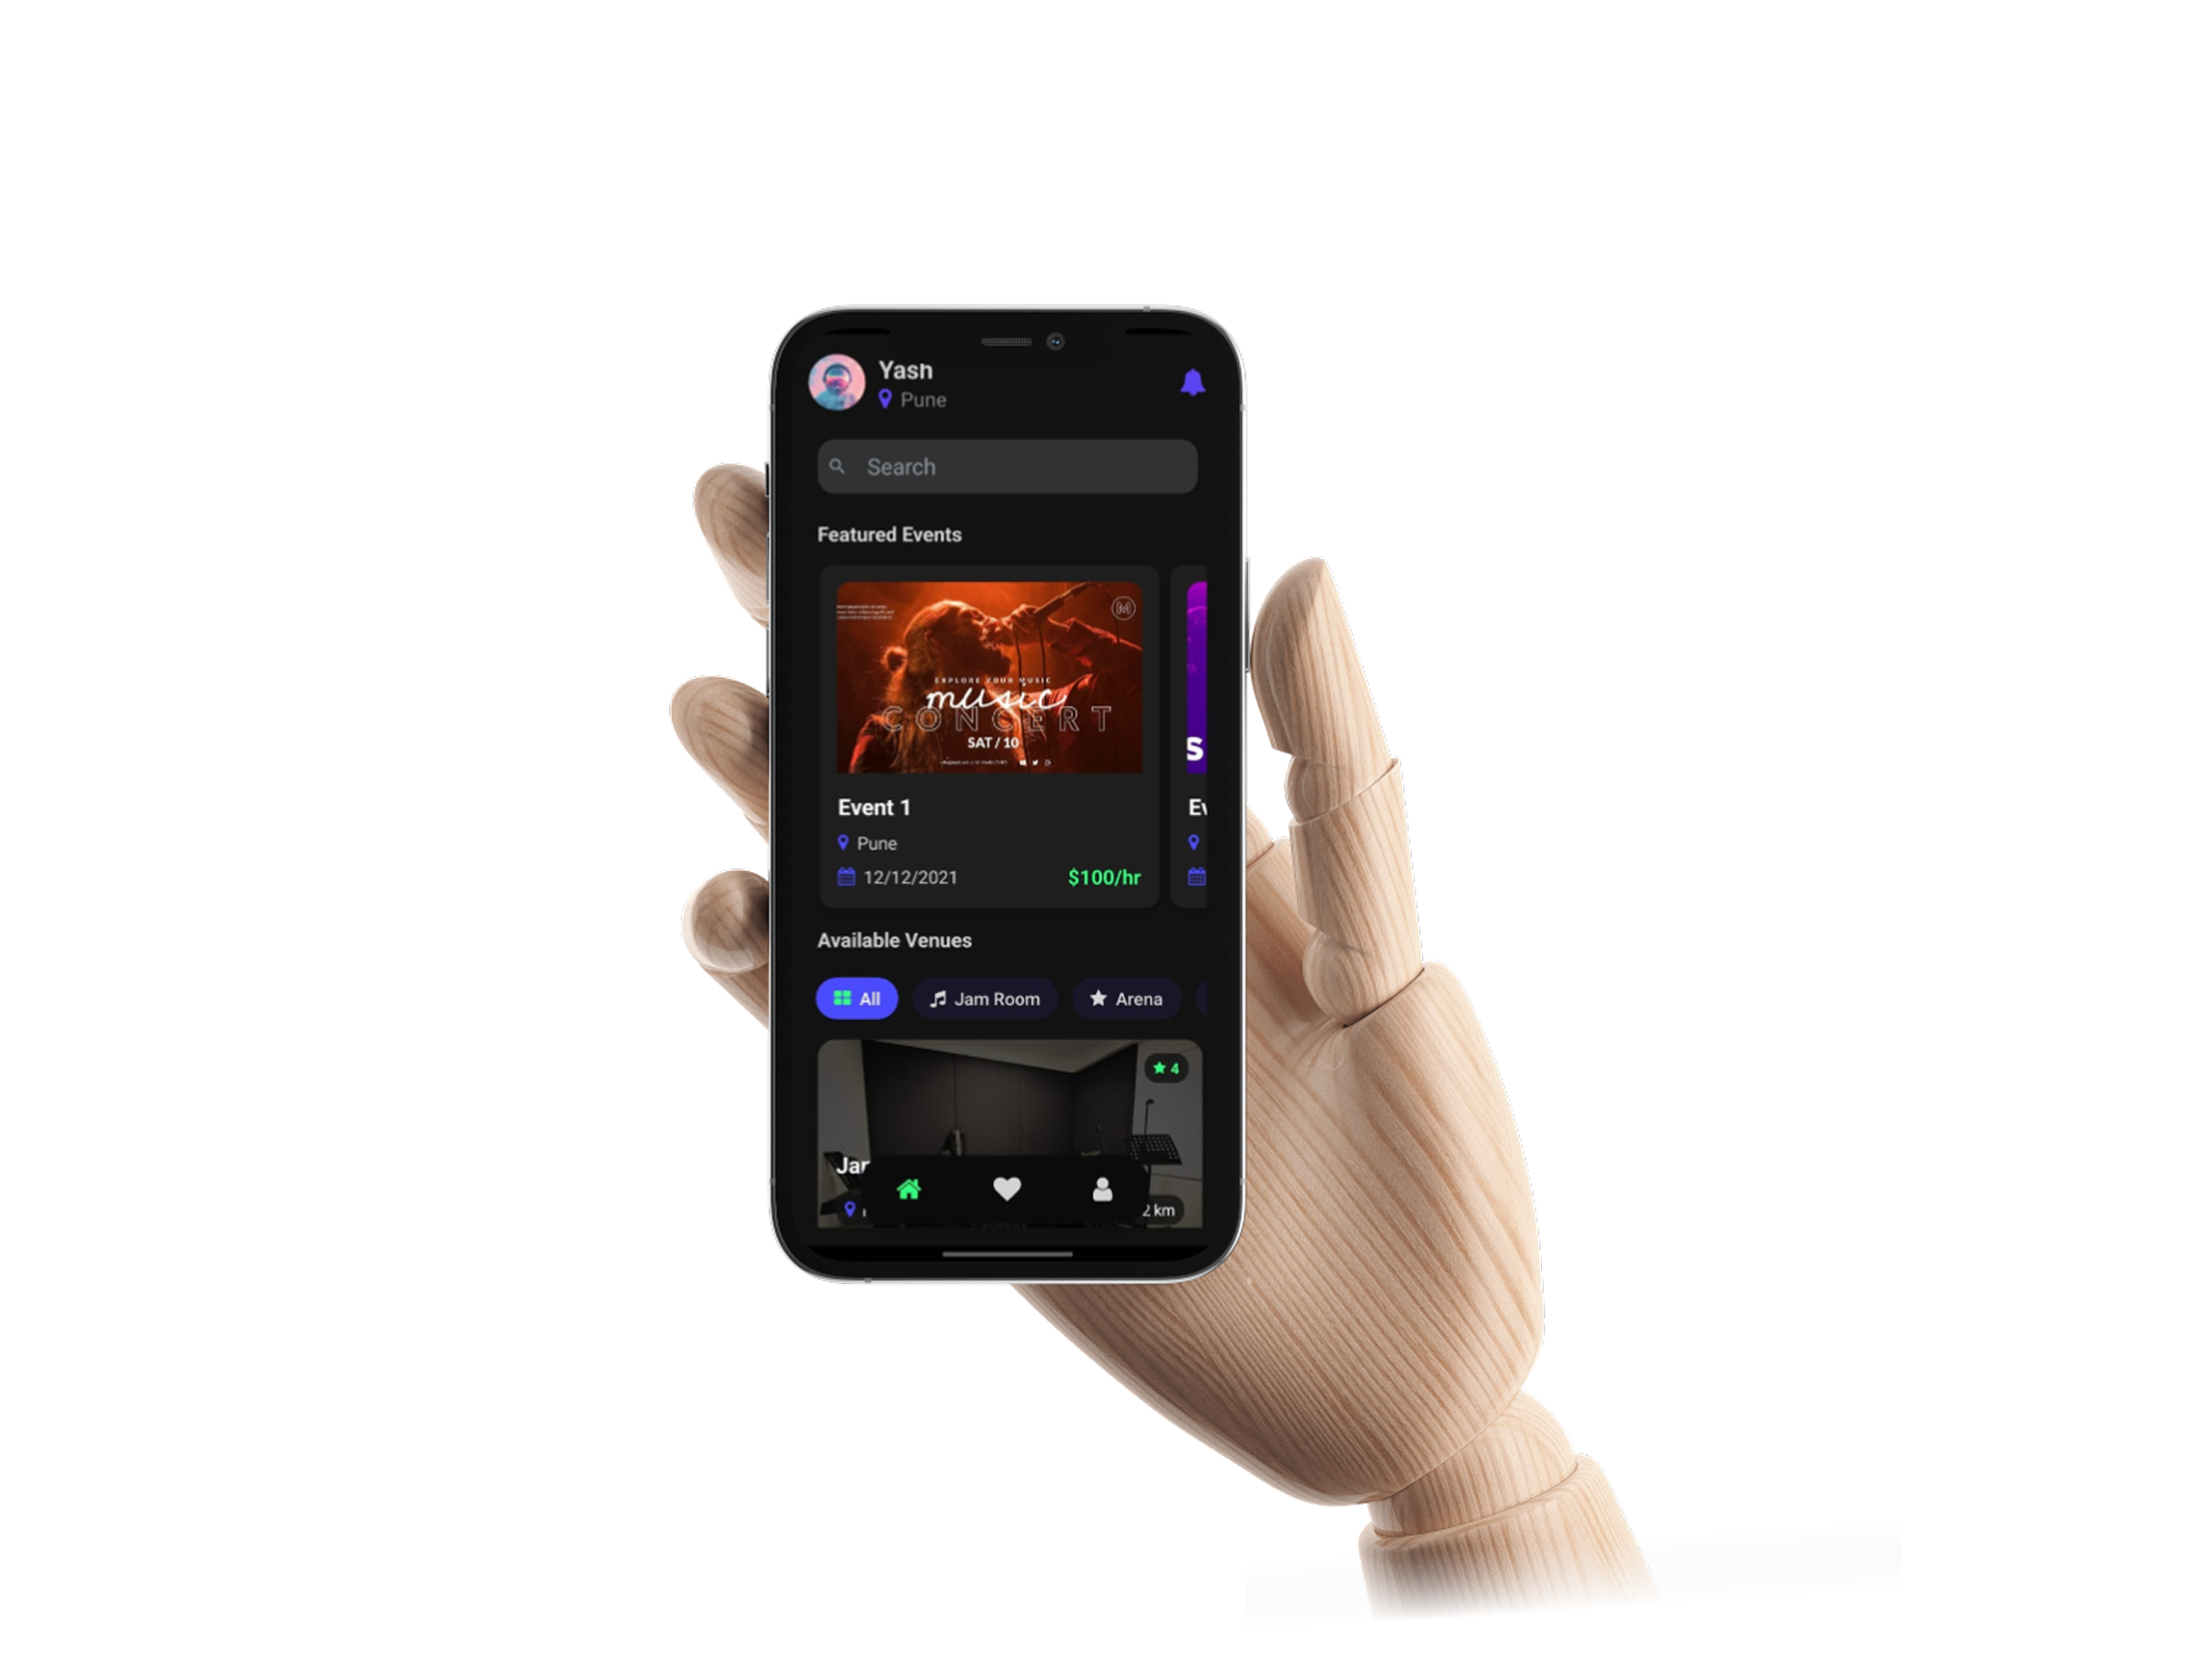 Yash
Pune
Search
Featured Events
EXPLORE YOUR MUSIC
music
CONCERT
SAT / 10
S
Event 1
Ev
Pune
12/12/2021
$100/hr
Available Venues
All
Jam Room
Arena
4
Jar
2 km